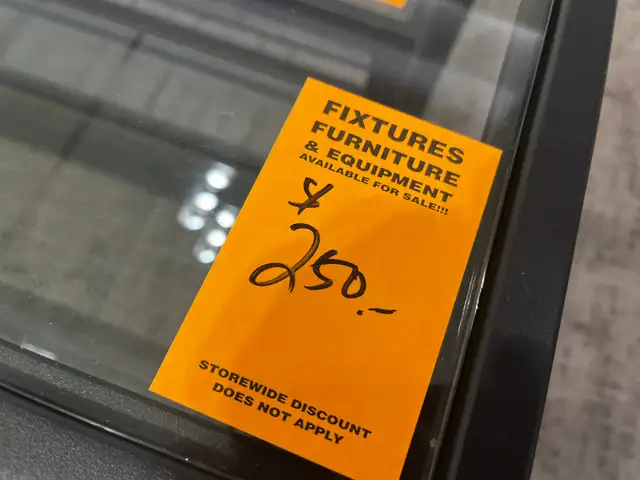 FIXTURES
FURNITURE
& EQUIPMENT
AVAILABLE FOR SALE!!!
$
250.-
STOREWIDE DISCOUNT
DOES NOT APPLY